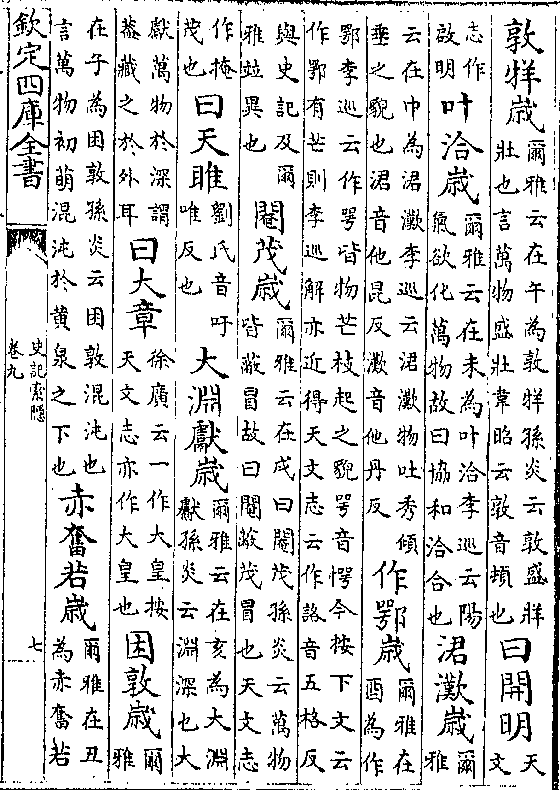 敦牂歲爾雅云在午為敦牂孫炎云敦盛牂壯也言萬物盛壯韋昭云敦音頓也曰開明天文
志作啟明叶洽歲爾雅云在未為叶洽李巡云陽氣欲化萬物故曰協和洽合也涒灘歲爾雅
云在巾為涒灘李巡云涒灘物吐秀傾垂之貌也涒音他昆反灘音他丹反作鄂歲爾雅在酉為作
鄂李巡云作咢皆物芒枝起之貌咢音愕今按下文云作鄂有芒則李巡解亦近得天文志云作詻音五格反
與史記及爾雅並異也閹茂歲爾雅云在戌曰閹茂孫炎云萬物皆蔽冒故曰閹蔽茂冒也天文志
作掩茂也曰天睢劉氏音吁唯反也大淵獻歲爾雅云在亥為大淵獻孫炎云淵深也大
獻萬物於深謂蓋藏之於外耳曰大章徐廣云一作大皇按天文志亦作大皇也困敦歲爾雅
在子為困敦孫炎云困敦混沌也言萬物初萌混沌於黃泉之下也赤奮若歲爾雅在丑為赤奮若
欽定四庫全書
史記索隱
卷九
七